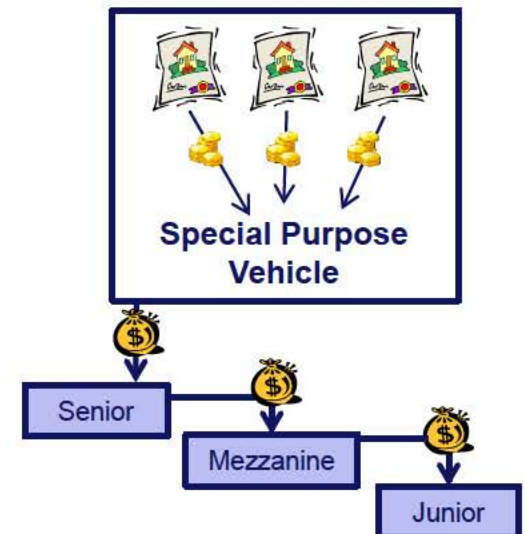 Special Purpose
Vehicle
$
Senior
$
Mezzanine
$
Junior